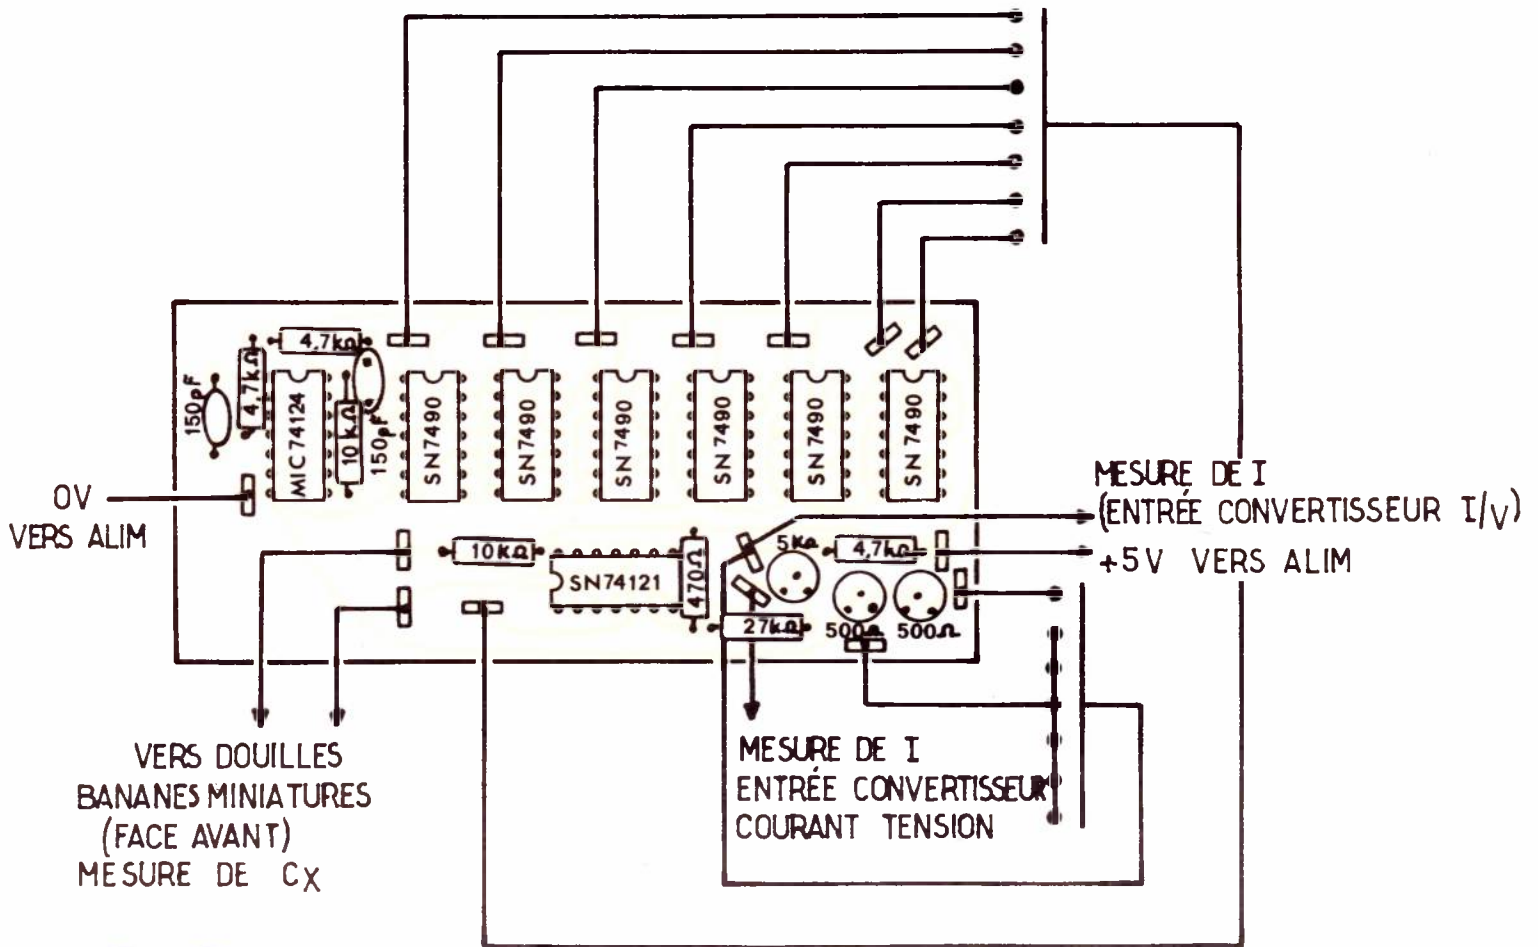 4,7kΩ
4,7kΩ
150pF
MIC 74124
10kΩ
150pF
SN7490
SN7490
SN7490
SN7490
SN7490
SN7490
0V
VERS ALIM
MESURE DE I
(ENTRÉE CONVERTISSEUR I/V)
+5V VERS ALIM
10kΩ
SN74121
470Ω
5KΩ
4,7kΩ
27kΩ
500Ω
500Ω
VERS DOUILLES
BANANES MINIATURES
(FACE AVANT)
MESURE DE CX
MESURE DE I
ENTRÉE CONVERTISSEUR
COURANT TENSION